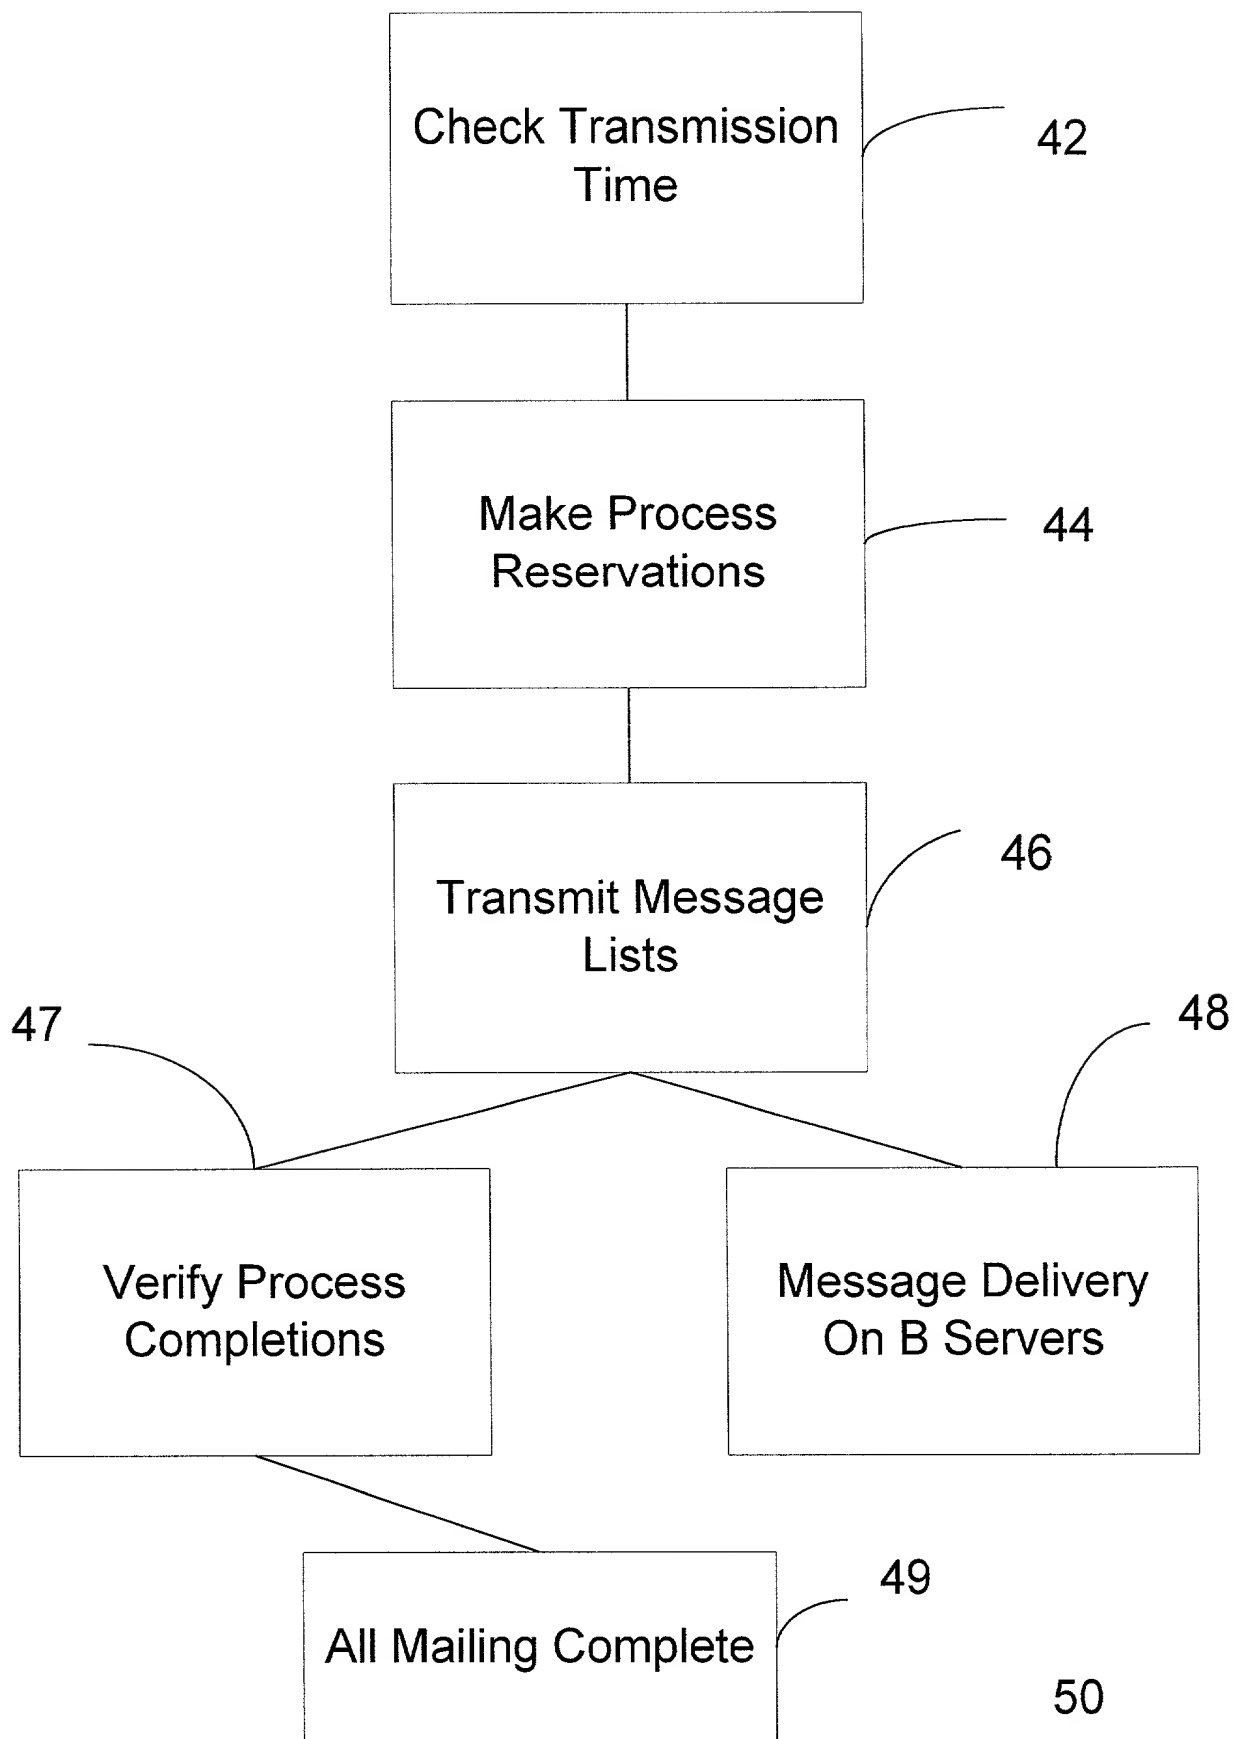 Check Transmission
Time
42
Make Process
Reservations
44
Transmit Message
Lists
46
47
48
Verify Process
Completions
Message Delivery
On B Servers
49
All Mailing Complete
50